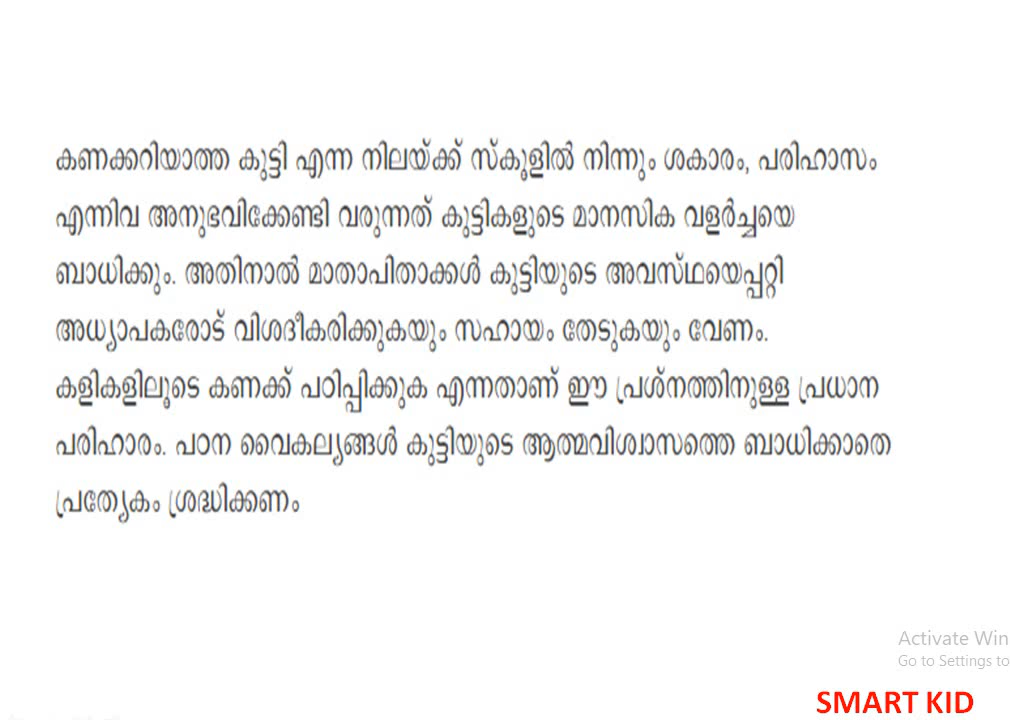 കണക്കറിയാത്ത കുട്ടി എന്ന നിലയ്ക്ക് സ്കൂളിൽ നിന്നും ശകാരം, പരിഹാസം
എന്നിവ അനുഭവിക്കേണ്ടി വരുന്നത് കുട്ടികളുടെ മാനസിക വളർച്ചയെ
ബാധിക്കും. അതിനാൽ മാതാപിതാക്കൾ കുട്ടിയുടെ അവസ്ഥയെപ്പറ്റി
അധ്യാപകരോട് വിശദീകരിക്കുകയും സഹായം തേടുകയും വേണം.
കളികളിലൂടെ കണക്ക് പഠിപ്പിക്കുക എന്നതാണ് ഈ പ്രശ്നത്തിനുള്ള പ്രധാന
പരിഹാരം. പഠന വൈകല്യങ്ങൾ കുട്ടിയുടെ ആത്മവിശ്വാസത്തെ ബാധിക്കാതെ
പ്രത്യേകം ശ്രദ്ധിക്കണം
Activate Win
Go to Settings to
SMART KID